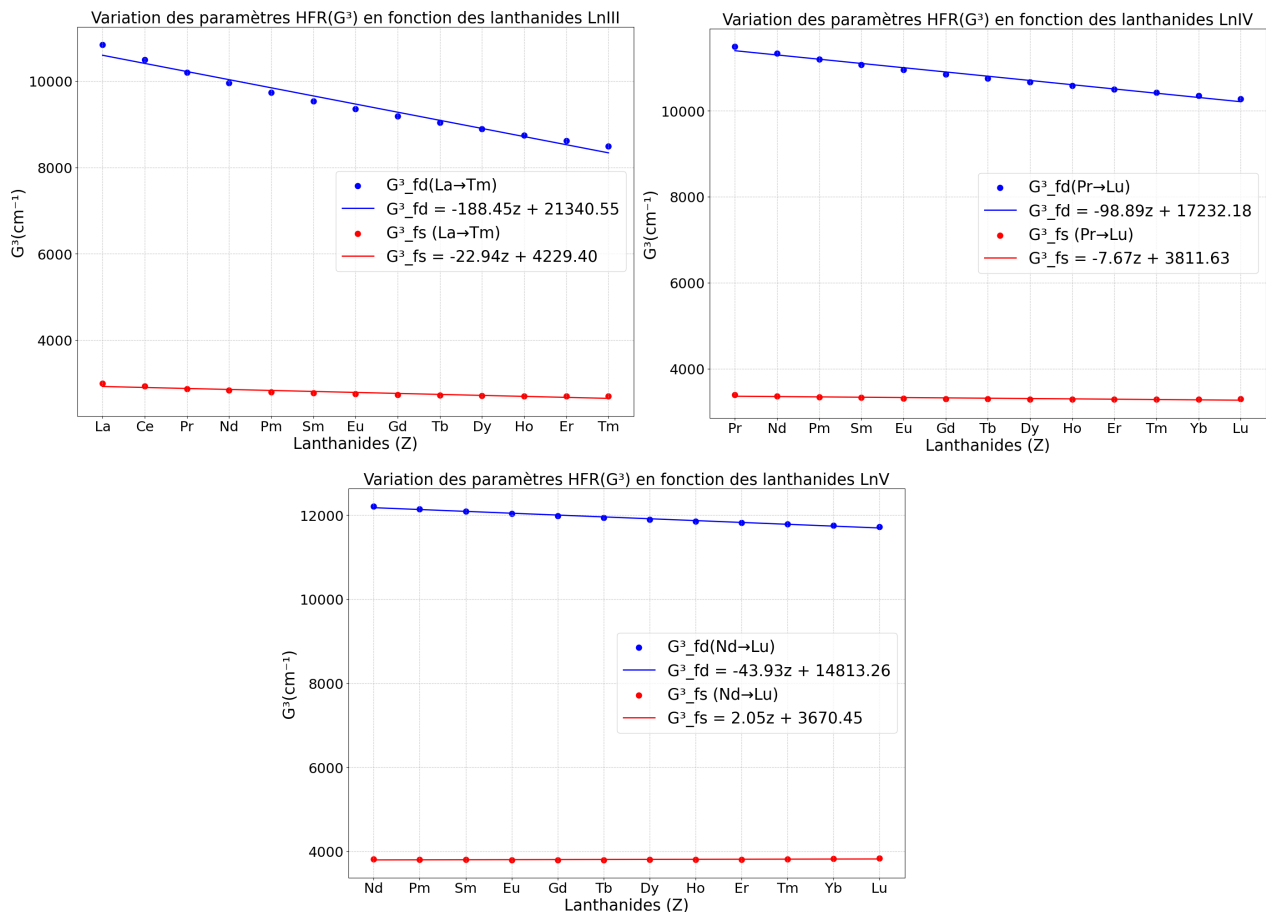 Variation des paramètres HFR(G³) en fonction des lanthanides LnIII
10000
8000
6000
4000
G³(cm⁻¹)
G³_fd(La→Tm)
G³_fd = -188.45z + 21340.55
G³_fs (La→Tm)
G³_fs = -22.94z + 4229.40
La Ce Pr Nd Pm Sm Eu Gd Tb Dy Ho Er Tm
Lanthanides (Z)
Variation des paramètres HFR(G³) en fonction des lanthanides LnIV
10000
8000
6000
4000
G³(cm⁻¹)
G³_fd(Pr→Lu)
G³_fd = -98.89z + 17232.18
G³_fs (Pr→Lu)
G³_fs = -7.67z + 3811.63
Pr Nd Pm Sm Eu Gd Tb Dy Ho Er Tm Yb Lu
Lanthanides (Z)
Variation des paramètres HFR(G³) en fonction des lanthanides LnV
12000
10000
8000
6000
4000
G³(cm⁻¹)
G³_fd(Nd→Lu)
G³_fd = -43.93z + 14813.26
G³_fs (Nd→Lu)
G³_fs = 2.05z + 3670.45
Nd Pm Sm Eu Gd Tb Dy Ho Er Tm Yb Lu
Lanthanides (Z)